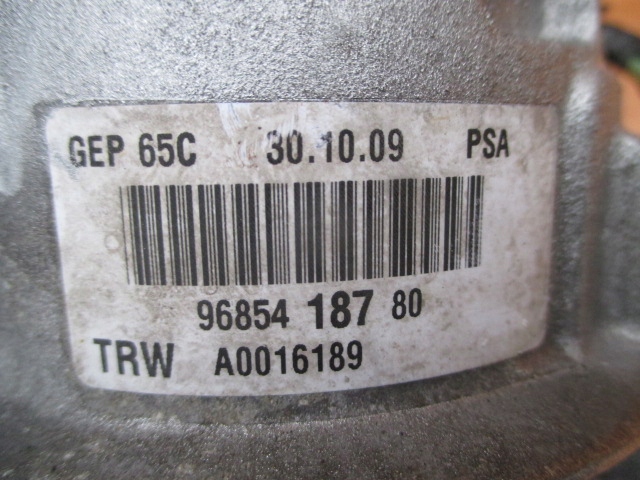 GEP 65C 30.10.09 PSA
96854 187 80
TRW A0016189